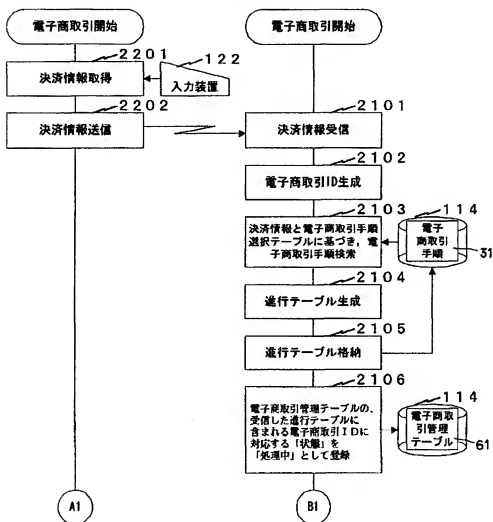 電子商取引開始
電子商取引開始
2201
決済情報取得
122
入力装置
2202
決済情報送信
2101
決済情報受信
2102
電子商取引ID生成
2103
決済情報と電子商取引手順
選択テーブルに基づき,電
子商取引手順検索
114
電子
商取引
手順
31
2104
進行テーブル生成
2105
進行テーブル格納
2106
電子商取引管理テーブルの、
受信した進行テーブルに
含まれる電子商取引IDに
対応する「状態」を
「処理中」として登録
114
電子商取
引管理
テーブル
61
A1
B1